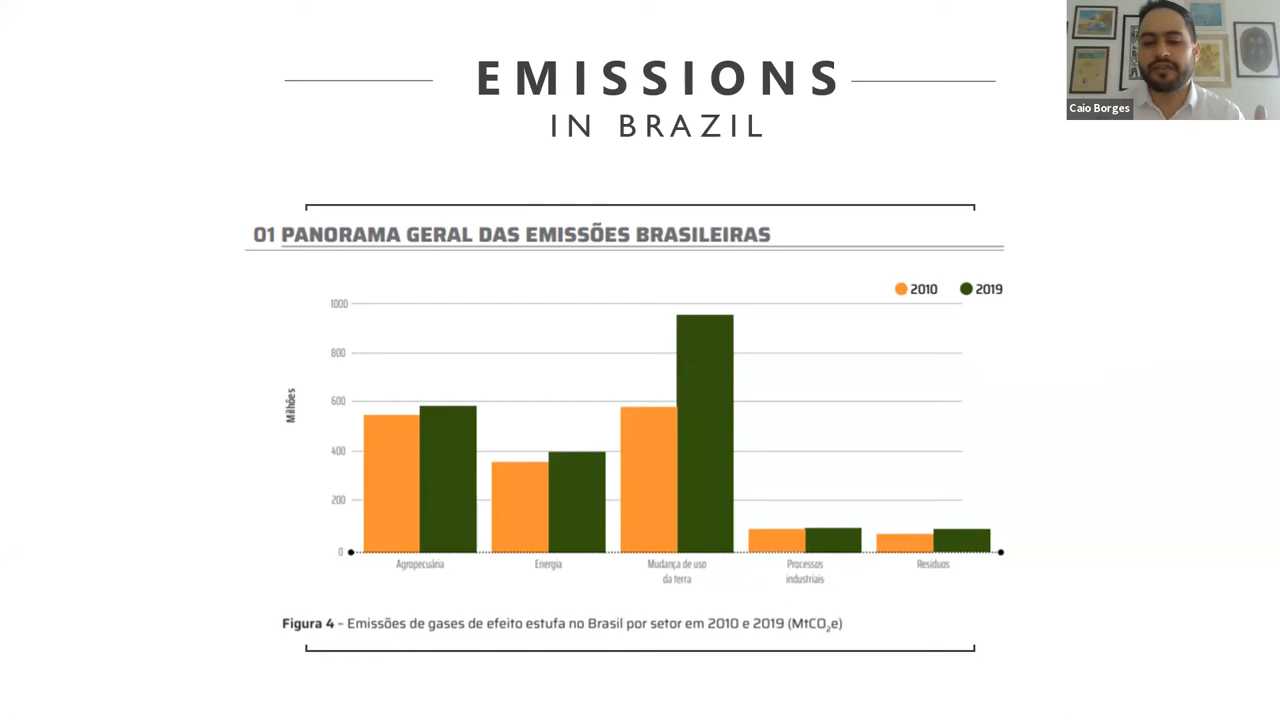 EMISSIONS
IN BRAZIL
Caio Borges
01 PANORAMA GERAL DAS EMISSÕES BRASILEIRAS
2010 2019
1000
800
600
400
200
0
Milhões
Agropecuária Energia Mudança de uso da terra Processos industriais Resíduos
Figura 4 – Emissões de gases de efeito estufa no Brasil por setor em 2010 e 2019 (MtCO₂e)